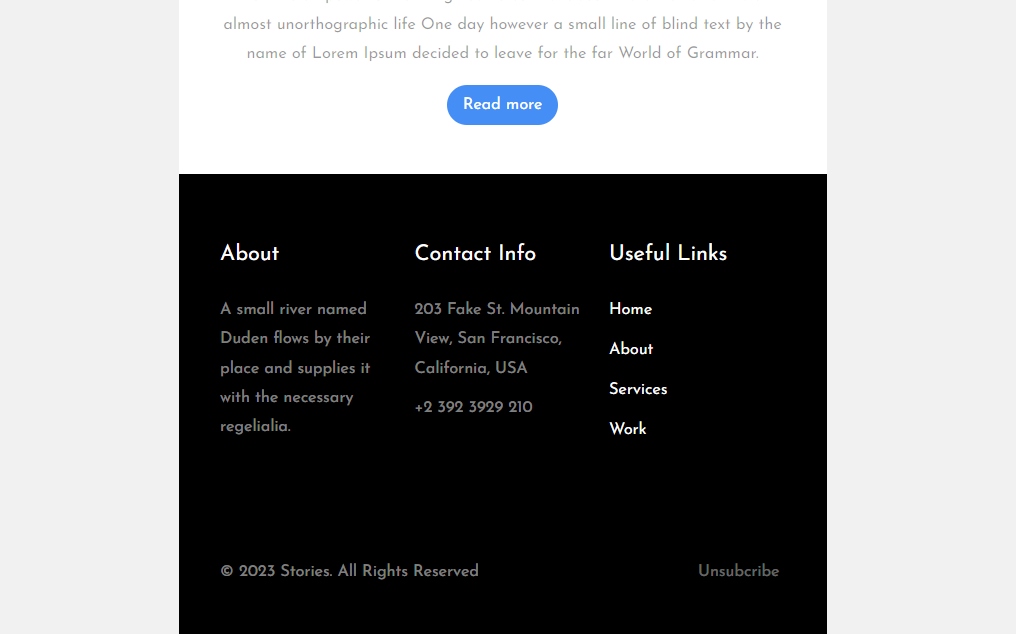 almost unorthographic life One day however a small line of blind text by the
name of Lorem Ipsum decided to leave for the far World of Grammar.
Read more
About
A small river named
Duden flows by their
place and supplies it
with the necessary
regelialia.
Contact Info
203 Fake St. Mountain
View, San Francisco,
California, USA
+2 392 3929 210
Useful Links
Home
About
Services
Work
© 2023 Stories. All Rights Reserved
Unsubcribe